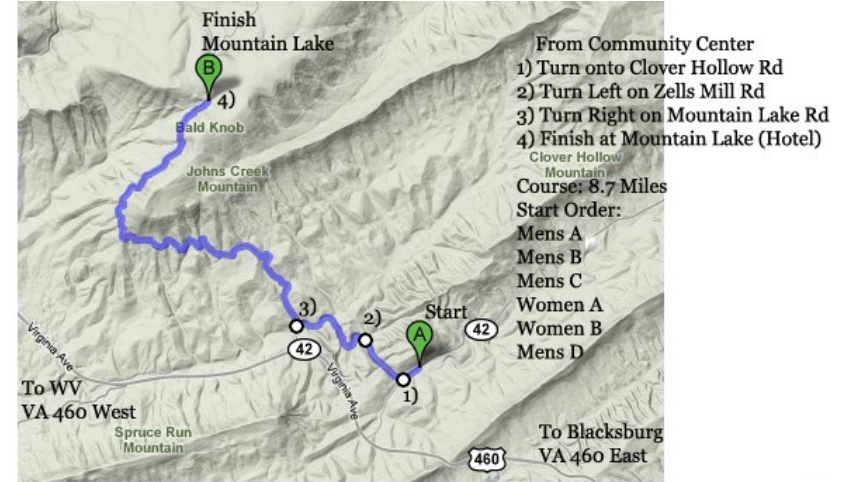 Finish
Mountain Lake
B
4)
Bald Knob
Johns Creek
Mountain
From Community Center
1) Turn onto Clover Hollow Rd
2) Turn Left on Zells Mill Rd
3) Turn Right on Mountain Lake Rd
4) Finish at Mountain Lake (Hotel)
Clover Hollow
Mountain
Course: 8.7 Miles
Start Order:
Mens A
Mens B
Mens C
Women A
Women B
Mens D
3)
2)
Start
A
42
42
1)
Virginia Ave
Virginia Ave
To WV
VA 460 West
Spruce Run
Mountain
To Blacksburg
VA 460 East
460